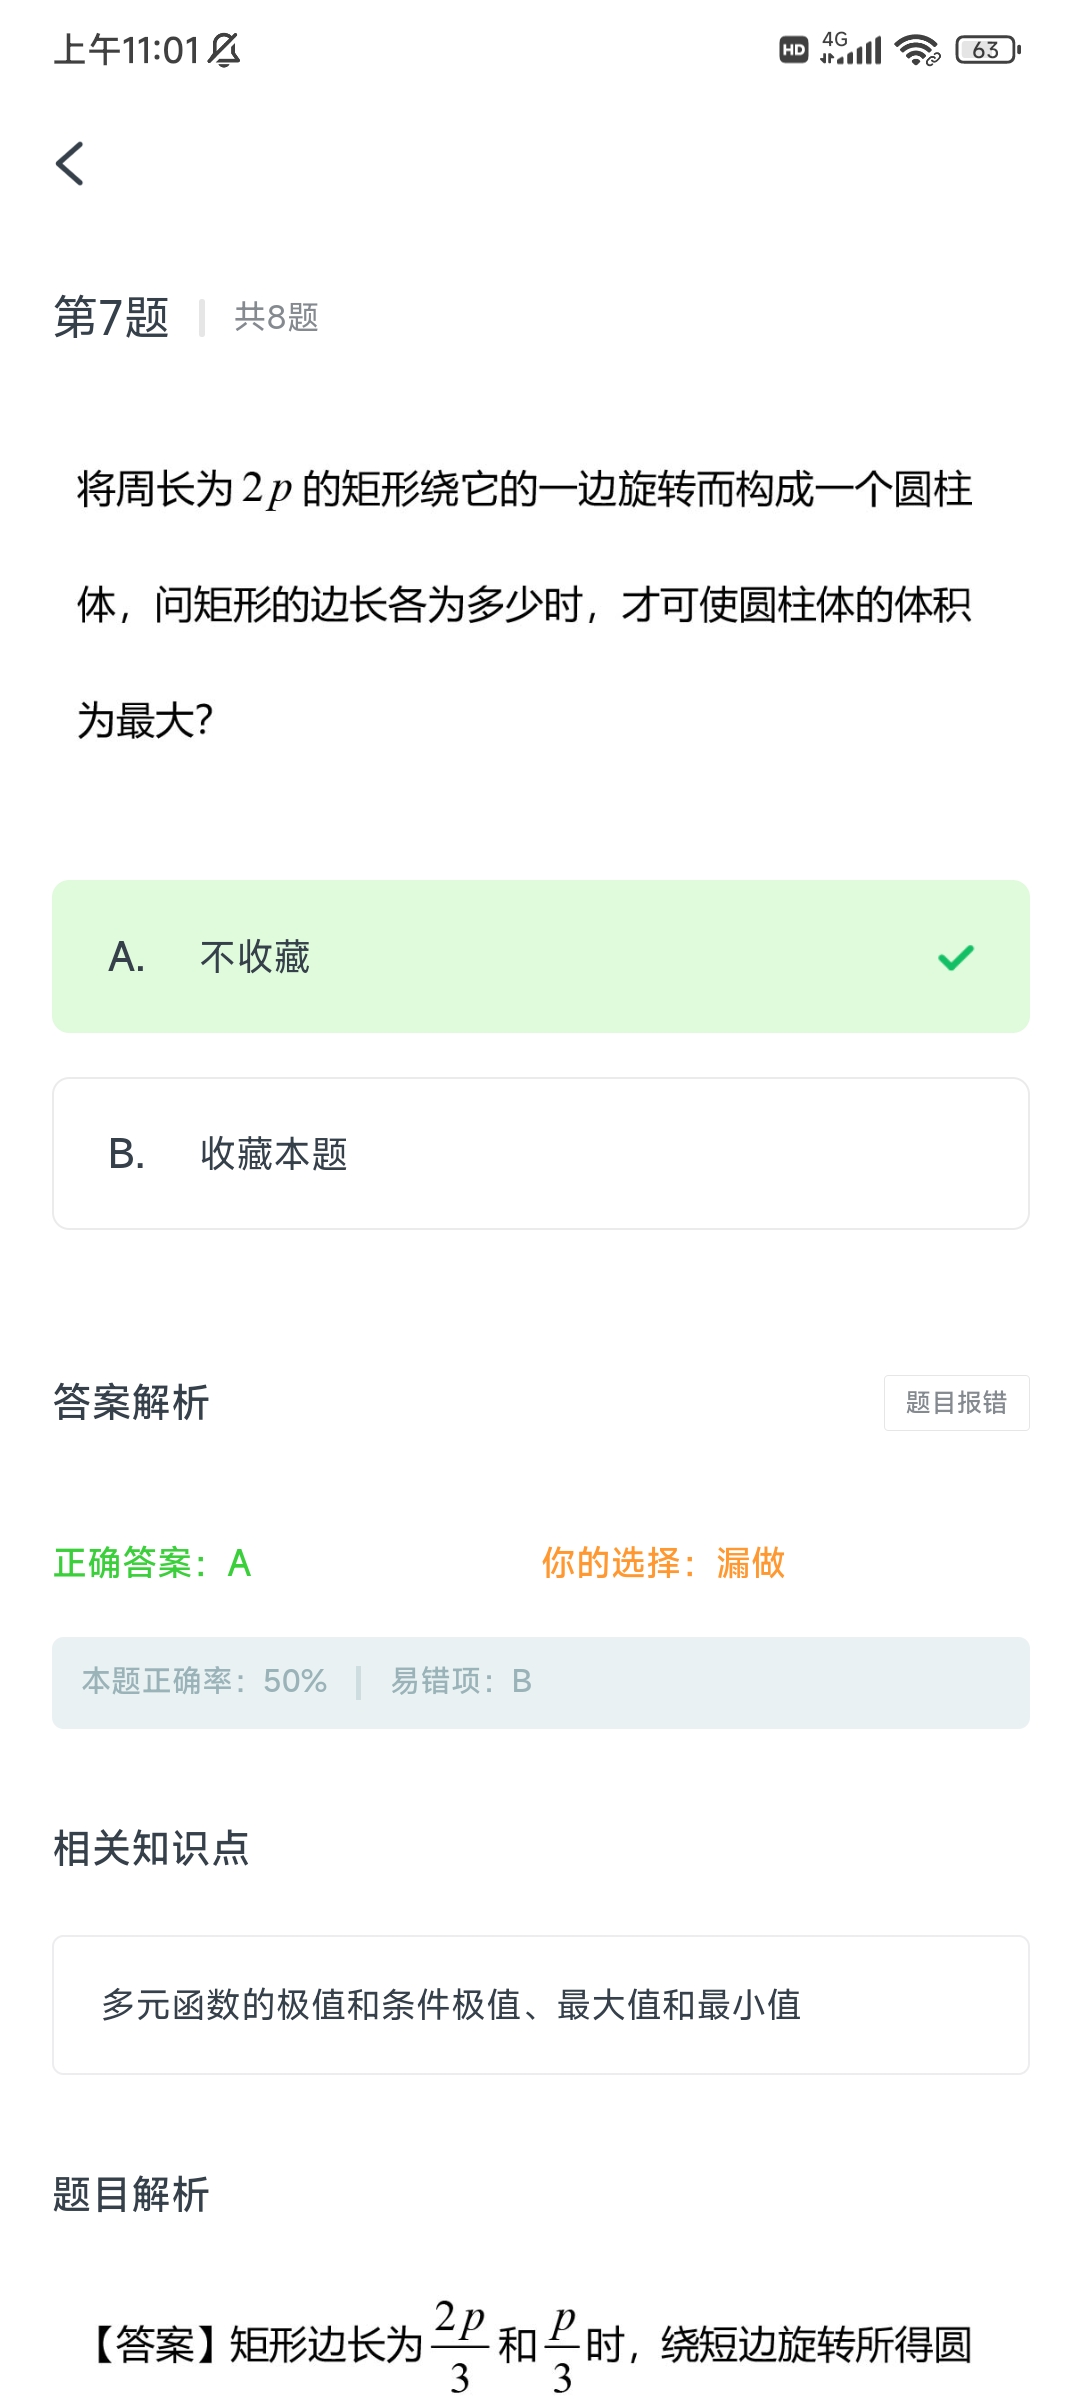 上午11:01 HD 4G 63
第7题 | 共8题
将周长为2p的矩形绕它的一边旋转而构成一个圆柱
体，问矩形的边长各为多少时，才可使圆柱体的体积
为最大？
A. 不收藏
B. 收藏本题
答案解析 题目报错
正确答案：A 你的选择：漏做
本题正确率：50% | 易错项：B
相关知识点
多元函数的极值和条件极值、最大值和最小值
题目解析
【答案】矩形边长为2p/3和p/3时，绕短边旋转所得圆